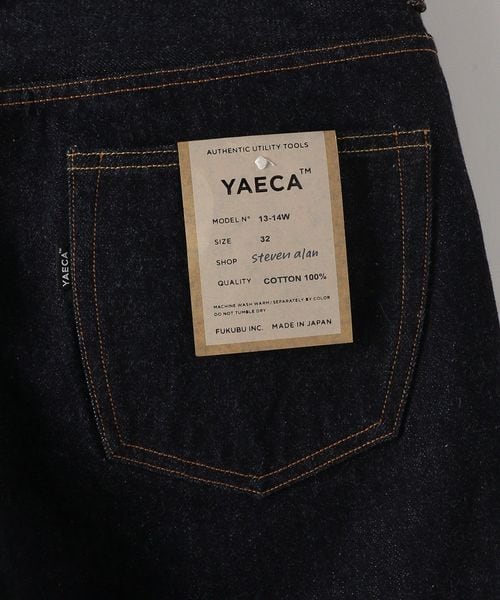 AUTHENTIC UTILITY TOOLS
YAECA™
MODEL N° 13-14W
SIZE 32
SHOP Steven alan
QUALITY COTTON 100%
MACHINE WASH WARM/SEPARATELY BY COLOR
DO NOT TUMBLE DRY
FUKUBU INC. MADE IN JAPAN
YAECA™